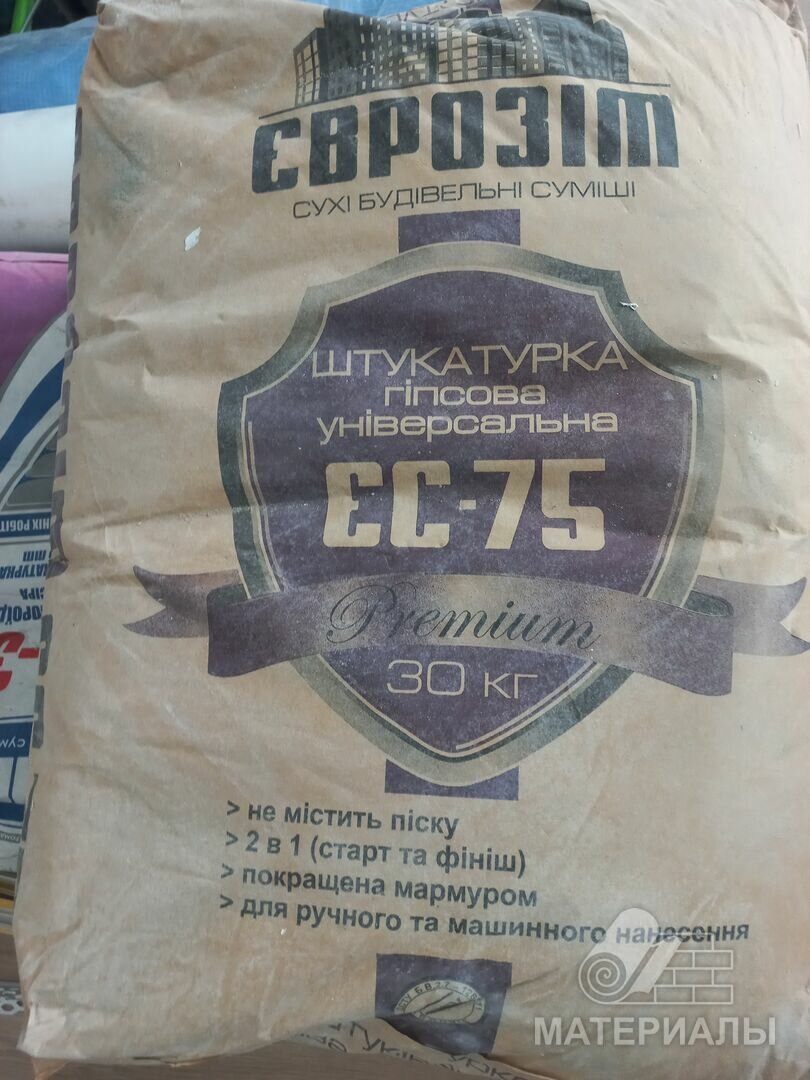 ЄВРОЗІТ
СУХІ БУДІВЕЛЬНІ СУМІШІ
ШТУКАТУРКА
гіпсова
універсальна
ЄС-75
Premium
30 кг
> не містить піску
> 2 в 1 (старт та фініш)
> покращена мармуром
> для ручного та машинного нанесення
МАТЕРИАЛЫ